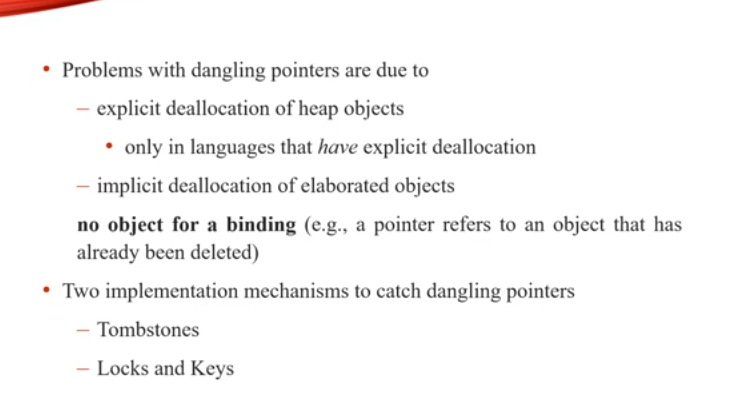 • Problems with dangling pointers are due to
– explicit deallocation of heap objects
• only in languages that have explicit deallocation
– implicit deallocation of elaborated objects
no object for a binding (e.g., a pointer refers to an object that has
already been deleted)
• Two implementation mechanisms to catch dangling pointers
– Tombstones
– Locks and Keys